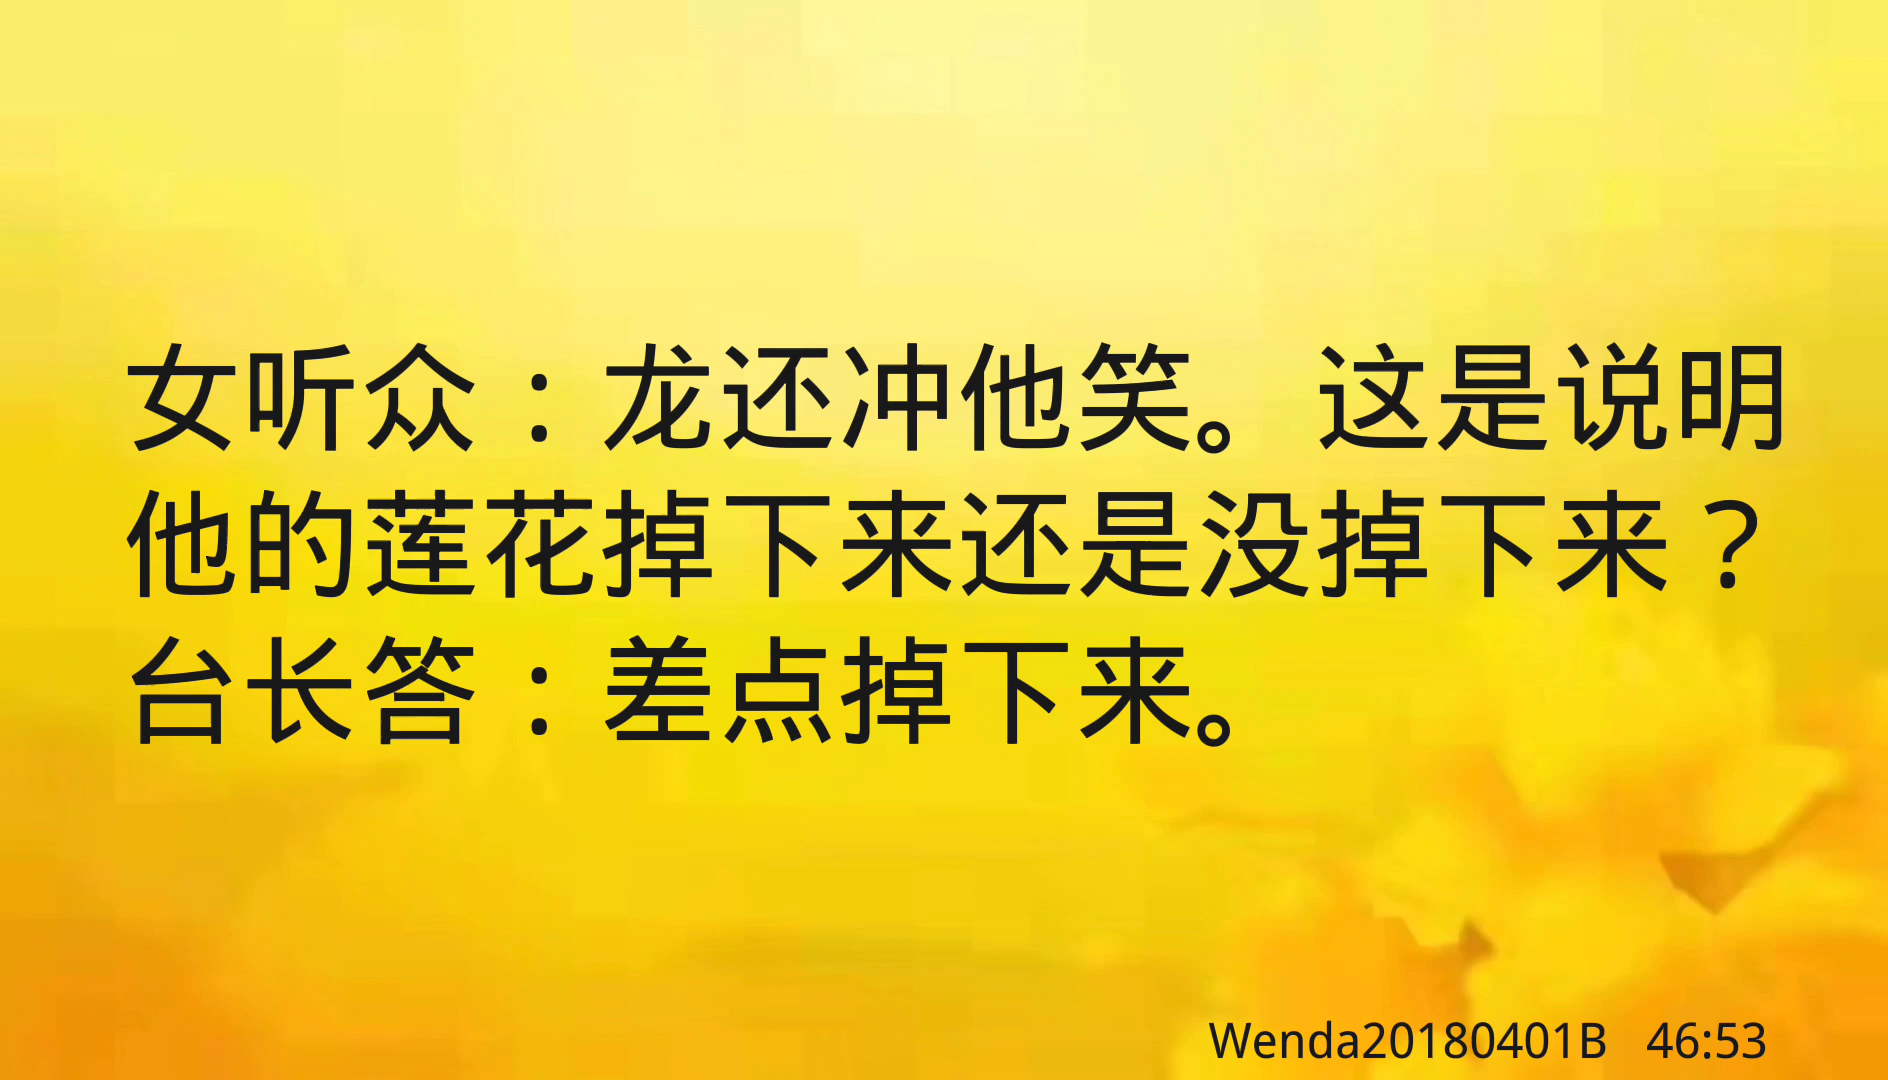 女听众：龙还冲他笑。这是说明
他的莲花掉下来还是没掉下来？
台长答：差点掉下来。
Wenda20180401B 46:53